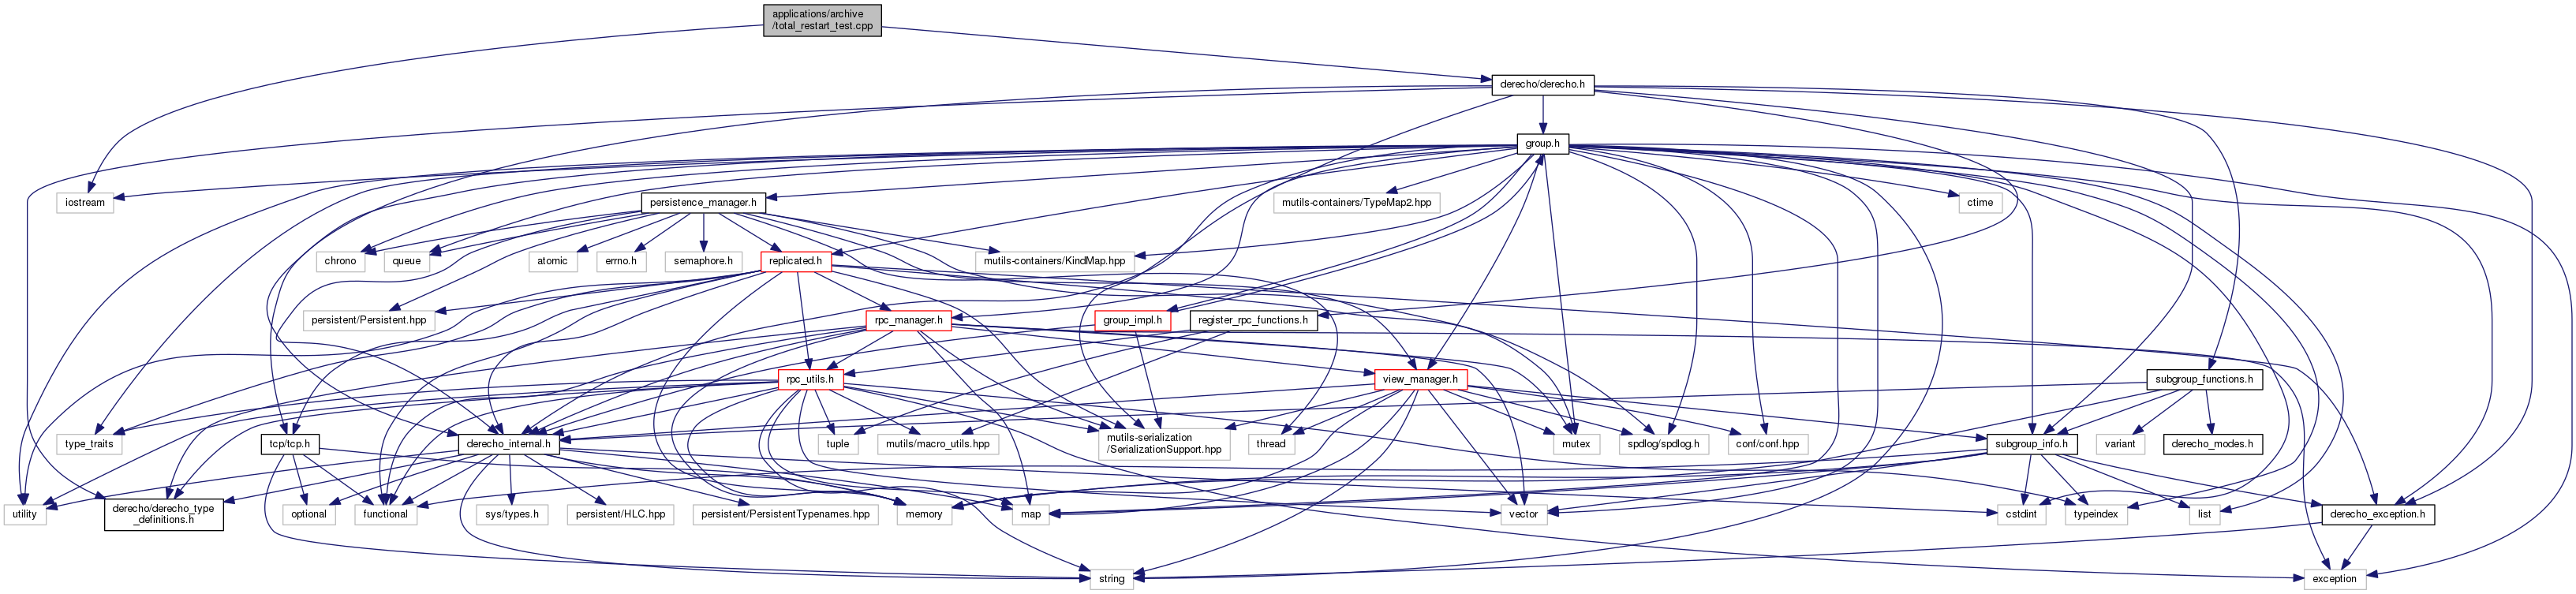 applications/archive
/total_restart_test.cpp
derecho/derecho.h
group.h
iostream
persistence_manager.h
mutils-containers/TypeMap2.hpp
ctime
chrono
queue
atomic
errno.h
semaphore.h
replicated.h
mutils-containers/KindMap.hpp
persistent/Persistent.hpp
rpc_manager.h
group_impl.h
register_rpc_functions.h
rpc_utils.h
view_manager.h
subgroup_functions.h
type_traits
tcp/tcp.h
derecho_internal.h
tuple
mutils/macro_utils.hpp
mutils-serialization
/SerializationSupport.hpp
thread
mutex
spdlog/spdlog.h
conf/conf.hpp
subgroup_info.h
variant
derecho_modes.h
utility
derecho/derecho_type
_definitions.h
optional
functional
sys/types.h
persistent/HLC.hpp
persistent/PersistentTypenames.hpp
memory
map
vector
cstdint
typeindex
list
derecho_exception.h
string
exception